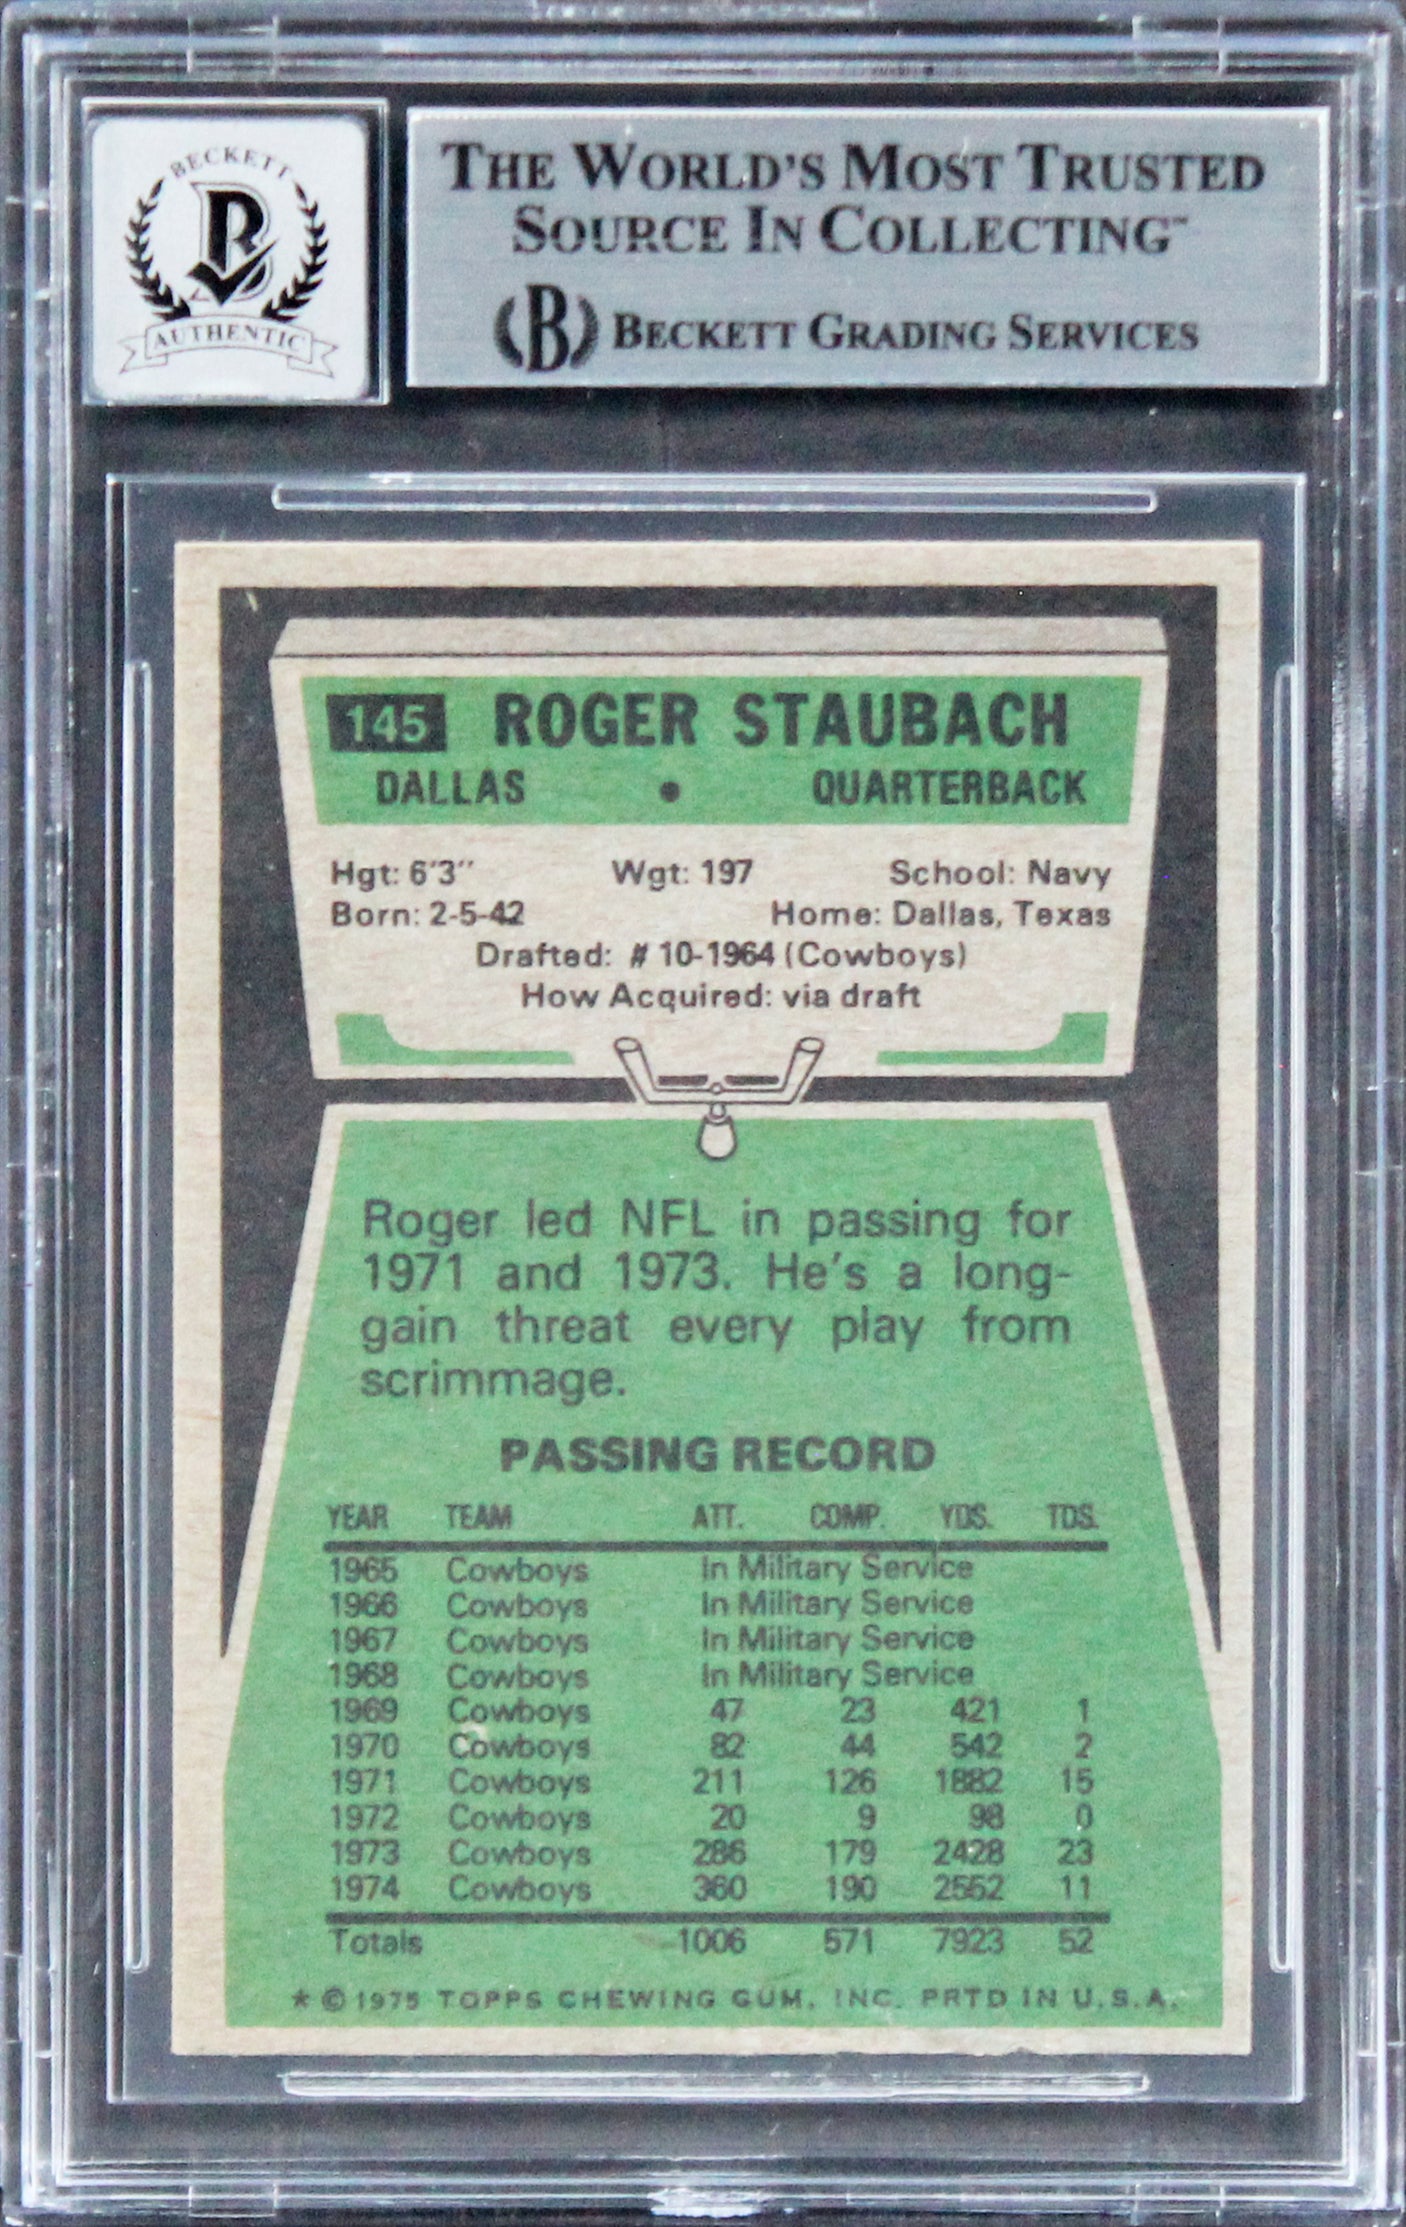 BECKETT
B
AUTHENTIC
THE WORLD'S MOST TRUSTED
SOURCE IN COLLECTING™
B BECKETT GRADING SERVICES
145 ROGER STAUBACH
DALLAS • QUARTERBACK
Hgt: 6'3" Wgt: 197 School: Navy
Born: 2-5-42 Home: Dallas, Texas
Drafted: # 10-1964 (Cowboys)
How Acquired: via draft
Roger led NFL in passing for
1971 and 1973. He's a long-
gain threat every play from
scrimmage.
PASSING RECORD
YEAR TEAM ATT. COMP. YDS. TDS.
1965 Cowboys In Military Service
1966 Cowboys In Military Service
1967 Cowboys In Military Service
1968 Cowboys In Military Service
1969 Cowboys 47 23 421 1
1970 Cowboys 82 44 542 2
1971 Cowboys 211 126 1882 15
1972 Cowboys 20 9 98 0
1973 Cowboys 286 179 2428 23
1974 Cowboys 360 190 2552 11
Totals 1006 571 7923 52
* © 1975 TOPPS CHEWING GUM, INC. PRTD IN U.S.A.